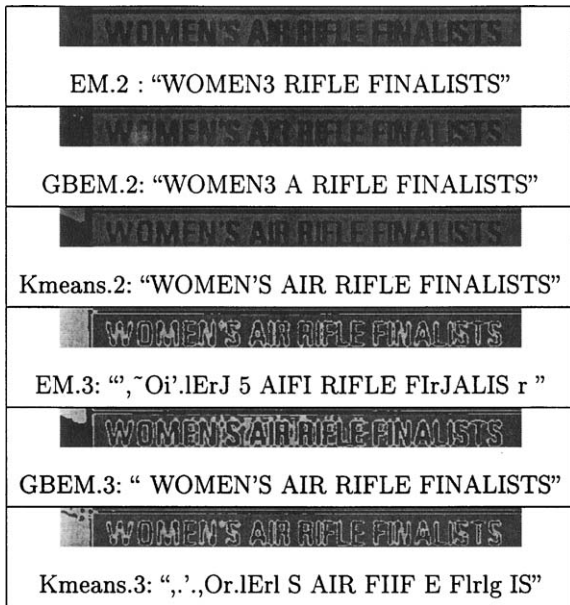 WOMEN'S AIR RIFLE FINALISTS
EM.2 : “WOMEN3 RIFLE FINALISTS”
WOMEN'S AIR RIFLE FINALISTS
GBEM.2: “WOMEN3 A RIFLE FINALISTS”
WOMEN'S AIR RIFLE FINALISTS
Kmeans.2: “WOMEN'S AIR RIFLE FINALISTS”
WOMEN'S AIR RIFLE FINALISTS
EM.3: “',˜Oi'.lErJ 5 AIFI RIFLE FIrJALIS r ”
WOMEN'S AIR RIFLE FINALISTS
GBEM.3: “ WOMEN'S AIR RIFLE FINALISTS”
WOMEN'S AIR RIFLE FINALISTS
Kmeans.3: “,.'.,Or.lErl S AIR FIIF E Flrlg IS”